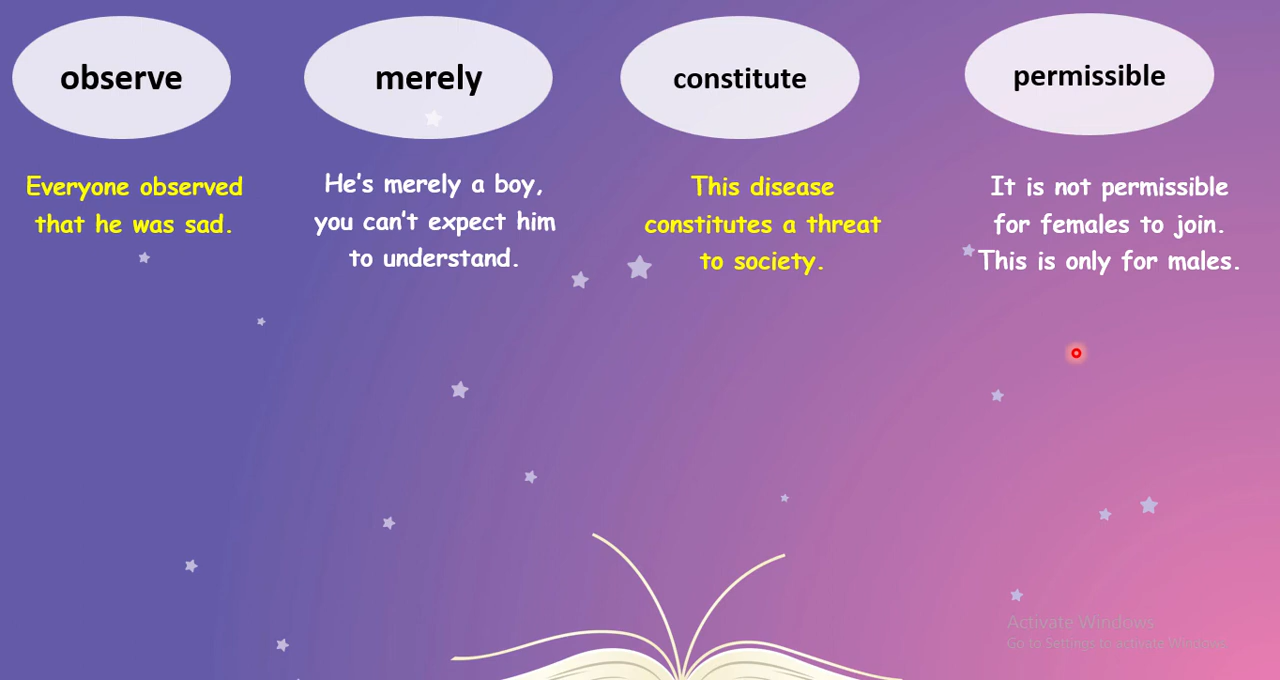 observe
Everyone observed
that he was sad.
merely
He's merely a boy,
you can't expect him
to understand.
constitute
This disease
constitutes a threat
to society.
permissible
It is not permissible
for females to join.
This is only for males.
Activate Windows
Go to Settings to activate Windows.